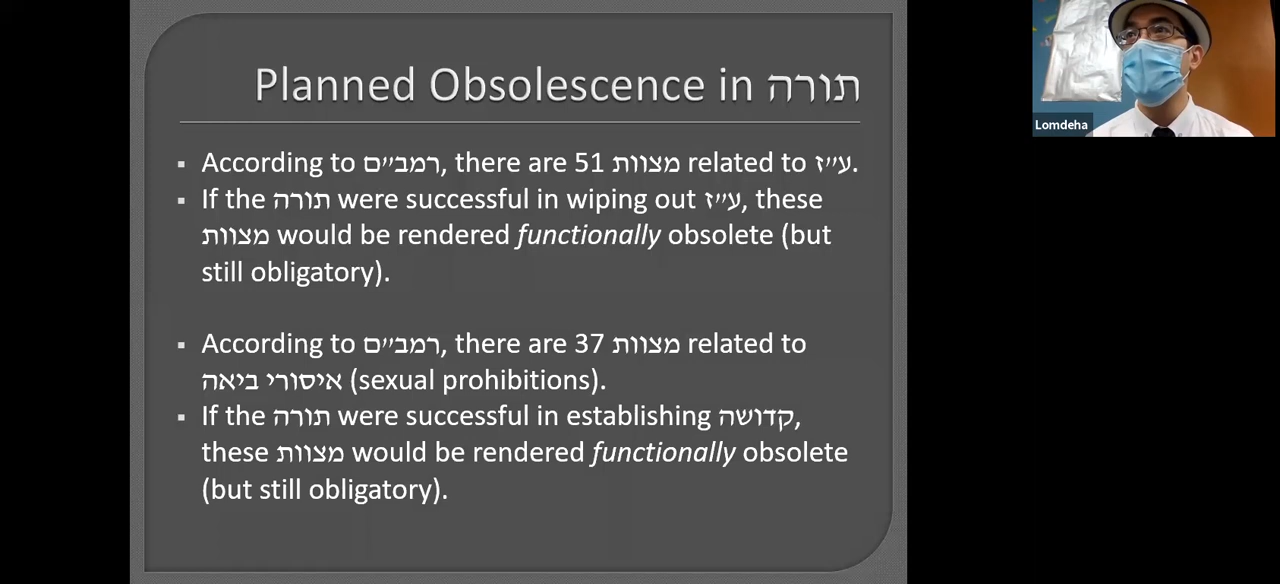 Planned Obsolescence in תורה
▪ According to רמב״ם, there are 51 מצוות related to ע״ז.
▪ If the תורה were successful in wiping out ע״ז, these
מצוות would be rendered functionally obsolete (but
still obligatory).
▪ According to רמב״ם, there are 37 מצוות related to
איסורי ביאה (sexual prohibitions).
▪ If the תורה were successful in establishing קדושה,
these מצוות would be rendered functionally obsolete
(but still obligatory).
Lomdeha